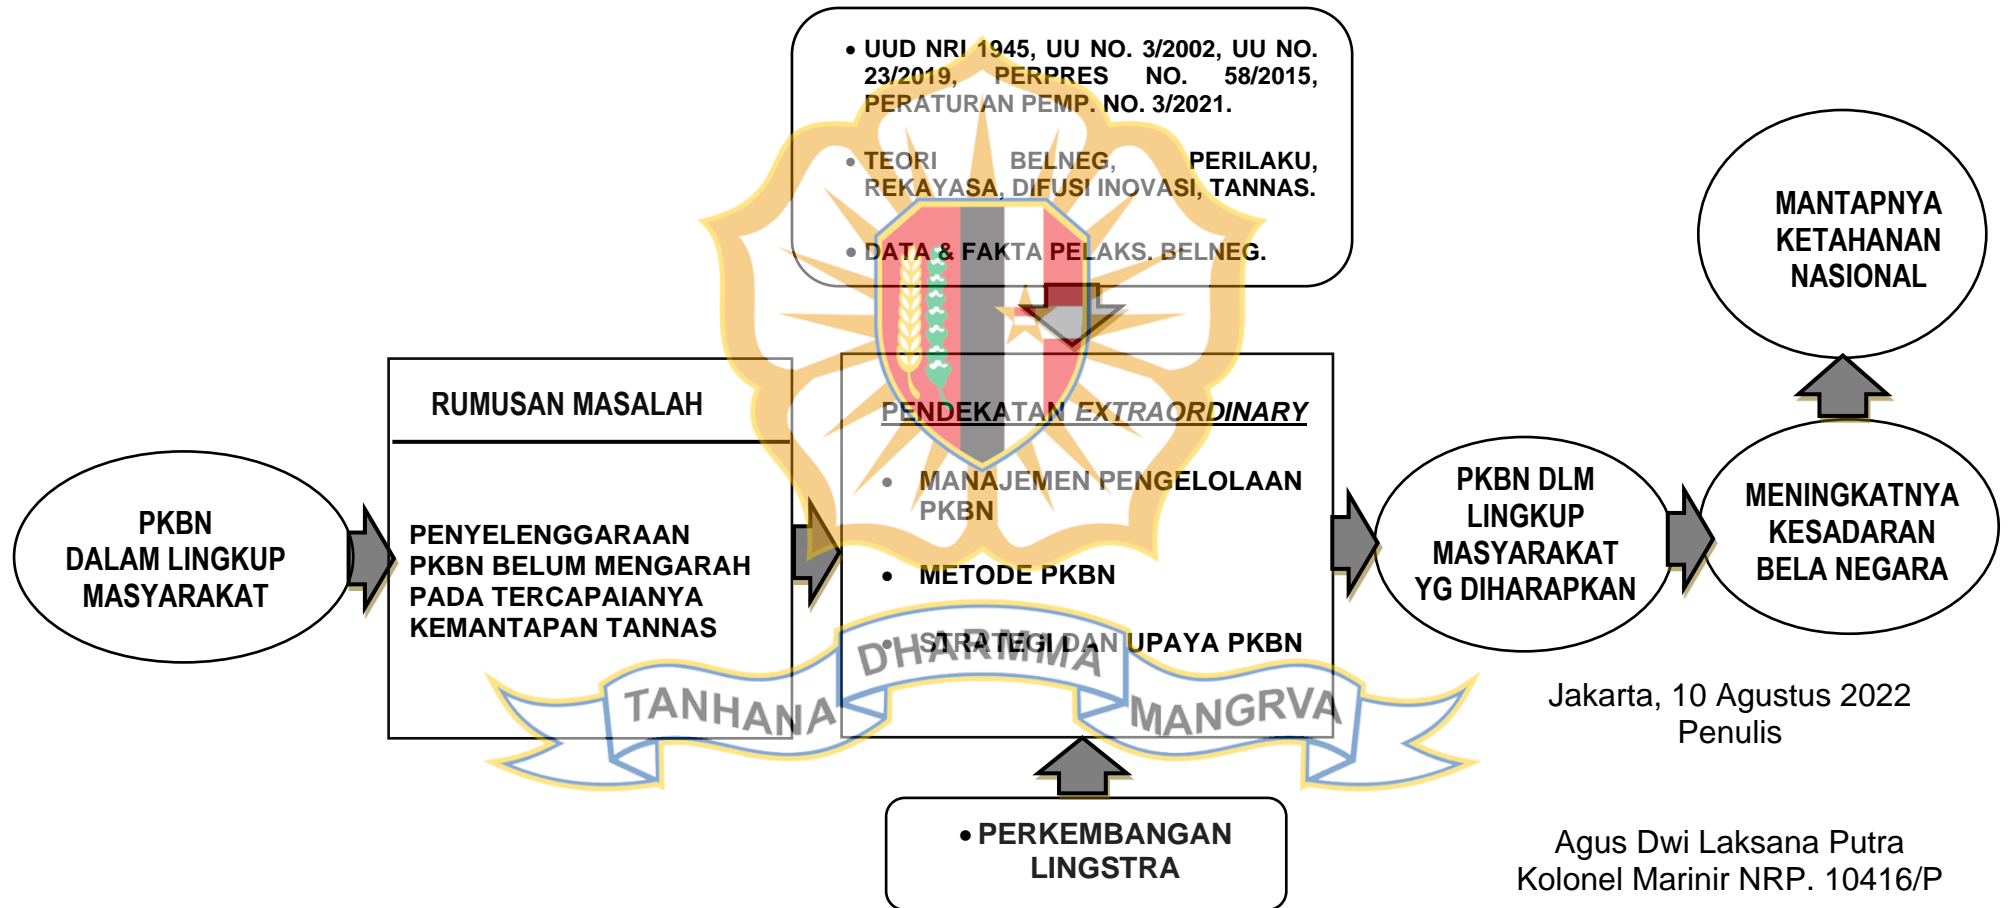 • UUD NRI 1945, UU NO. 3/2002, UU NO.
23/2019, PERPRES NO. 58/2015,
PERATURAN PEMP. NO. 3/2021.
• TEORI BELNEG, PERILAKU,
REKAYASA, DIFUSI INOVASI, TANNAS.
• DATA & FAKTA PELAKS. BELNEG.
PKBN
DALAM LINGKUP
MASYARAKAT
RUMUSAN MASALAH
PENYELENGGARAAN
PKBN BELUM MENGARAH
PADA TERCAPAIANYA
KEMANTAPAN TANNAS
PENDEKATAN EXTRAORDINARY
• MANAJEMEN PENGELOLAAN
PKBN
• METODE PKBN
• STRATEGI DAN UPAYA PKBN
PKBN DLM
LINGKUP
MASYARAKAT
YG DIHARAPKAN
MENINGKATNYA
KESADARAN
BELA NEGARA
MANTAPNYA
KETAHANAN
NASIONAL
TANHANA DHARMMA MANGRVA
• PERKEMBANGAN
LINGSTRA
Jakarta, 10 Agustus 2022
Penulis
Agus Dwi Laksana Putra
Kolonel Marinir NRP. 10416/P